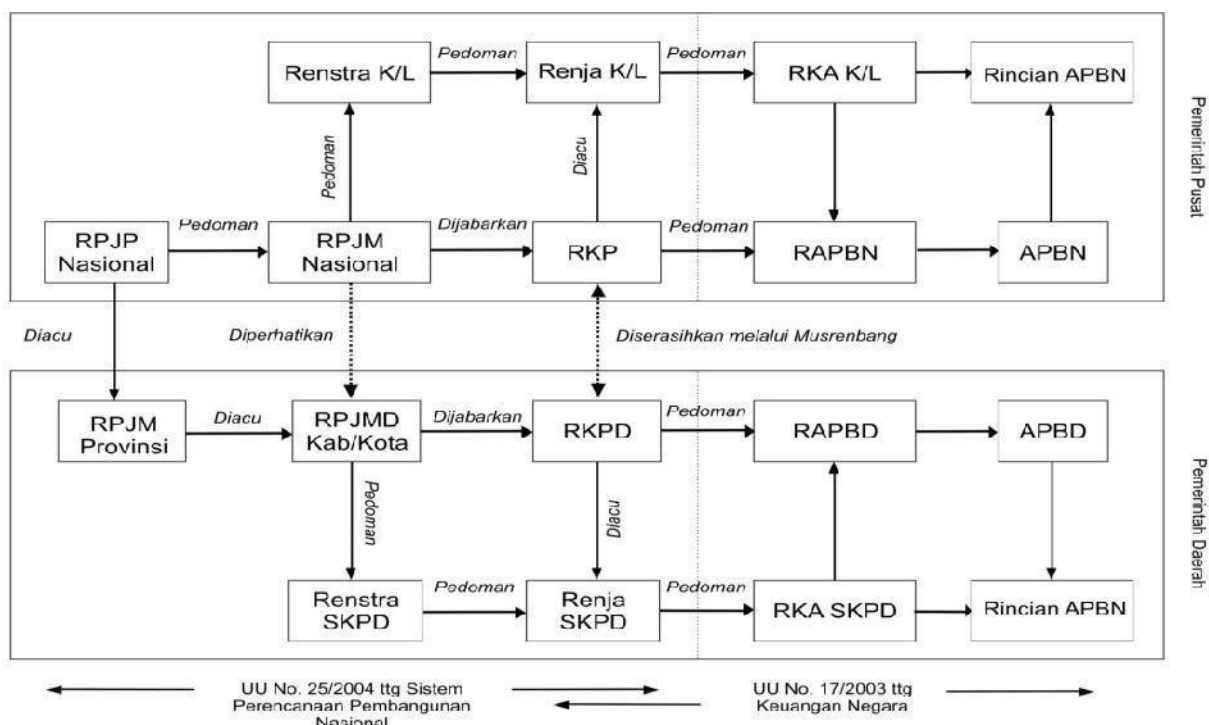 Pedoman
Pedoman
Renstra K/L
Renja K/L
RKA K/L
Rincian APBN
Pedoman
Diacu
Pemerintah Pusat
RPJP
Nasional
Pedoman
RPJM
Nasional
Dijabarkan
RKP
Pedoman
RAPBN
APBN
Diacu
Diperhatikan
Diserasihkan melalui Musrenbang
RPJM
Provinsi
Diacu
RPJMD
Kab/Kota
Dijabarkan
RKPD
Pedoman
RAPBD
APBD
Pedoman
Diacu
Pemerintah Daerah
Renstra
SKPD
Pedoman
Renja
SKPD
Pedoman
RKA SKPD
Rincian APBN
UU No. 25/2004 ttg Sistem
Perencanaan Pembangunan
Nasional
UU No. 17/2003 ttg
Keuangan Negara